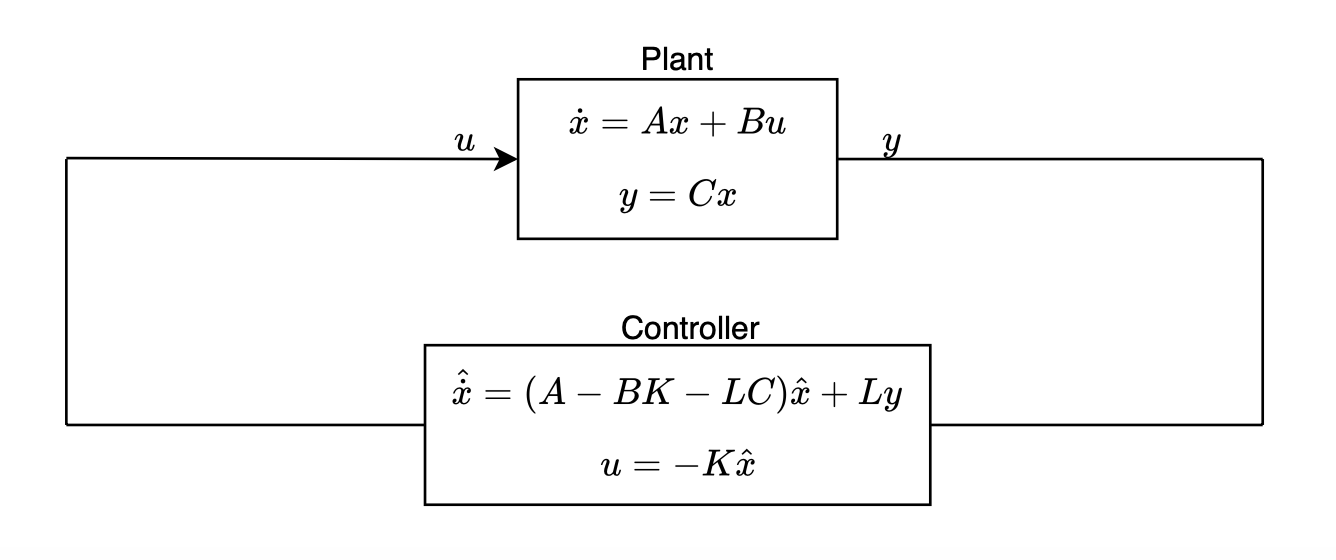 Plant
ẋ = Ax + Bu
u
y
y = Cx
Controller
ẋ̂ = (A − BK − LC)x̂ + Ly
u = −Kx̂